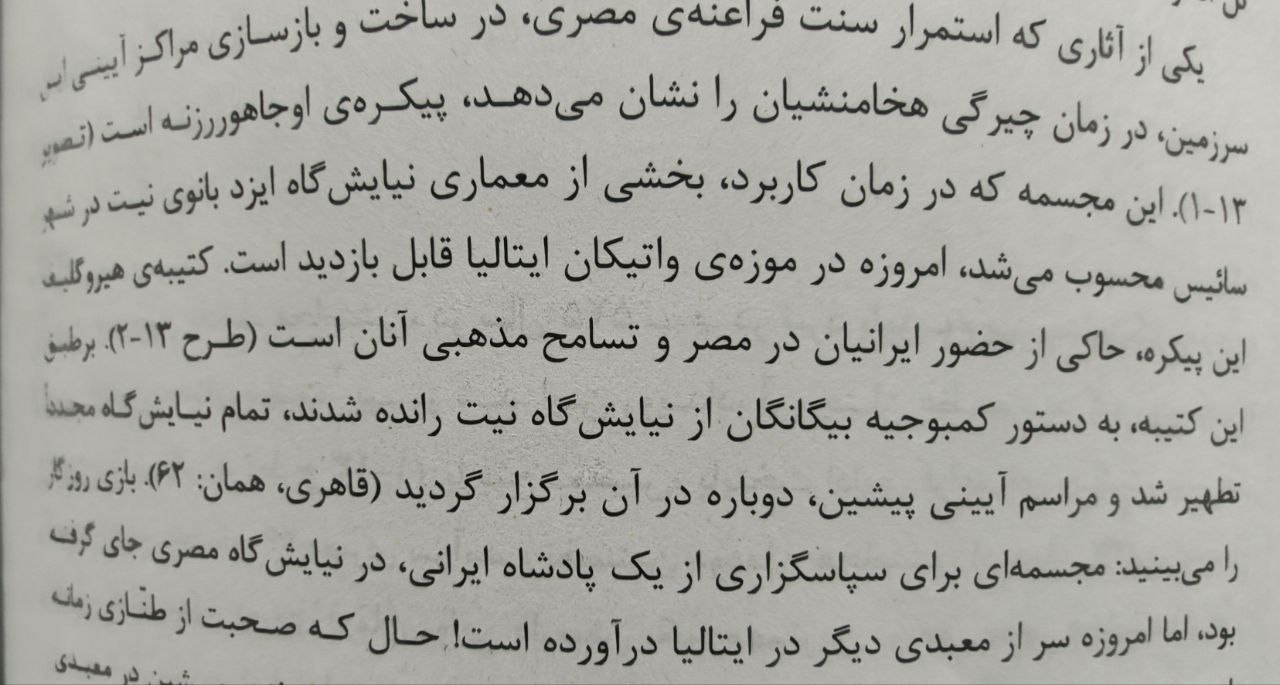 یکی از آثاری که استمرار سنت فراعنه‌ی مصری، در ساخت و بازسازی مراکز آیینی این
سرزمین، در زمان چیرگی هخامنشیان را نشان می‌دهد، پیکره‌ی اوجاهوررزنه است (تصویر
۱۳-۱). این مجسمه که در زمان کاربرد، بخشی از معماری نیایش‌گاه ایزد بانوی نیت در شهر
سائیس محسوب می‌شد، امروزه در موزه‌ی واتیکان ایتالیا قابل بازدید است. کتیبه‌ی هیروگلیف
این پیکره، حاکی از حضور ایرانیان در مصر و تسامح مذهبی آنان است (طرح ۱۳-۲). برطبق
این کتیبه، به دستور کمبوجیه بیگانگان از نیایش‌گاه نیت رانده شدند، تمام نیایش‌گاه مجدداً
تطهیر شد و مراسم آیینی پیشین، دوباره در آن برگزار گردید (قاهری، همان: ۶۲). بازی روزگار
را می‌بینید: مجسمه‌ای برای سپاسگزاری از یک پادشاه ایرانی، در نیایش‌گاه مصری جای گرفته
بود، اما امروزه سر از معبدی دیگر در ایتالیا درآورده است! حال که صحبت از طنّازی زمانه
در معبدی